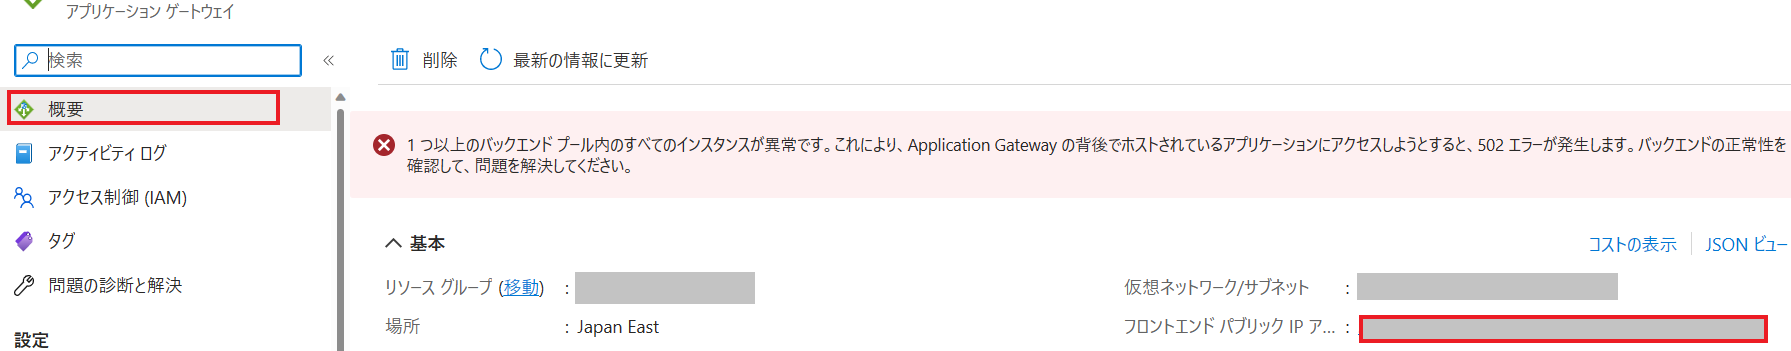 アプリケーション ゲートウェイ
検索
«
削除
最新の情報に更新
概要
アクティビティ ログ
アクセス制御 (IAM)
タグ
問題の診断と解決
設定
1 つ以上のバックエンド プール内のすべてのインスタンスが異常です。これにより、Application Gateway の背後でホストされているアプリケーションにアクセスしようとすると、502 エラーが発生します。バックエンドの正常性を
確認して、問題を解決してください。
基本
コストの表示
JSON ビュー
リソース グループ (移動) :
仮想ネットワーク/サブネット :
場所 : Japan East
フロントエンド パブリック IP ア... :